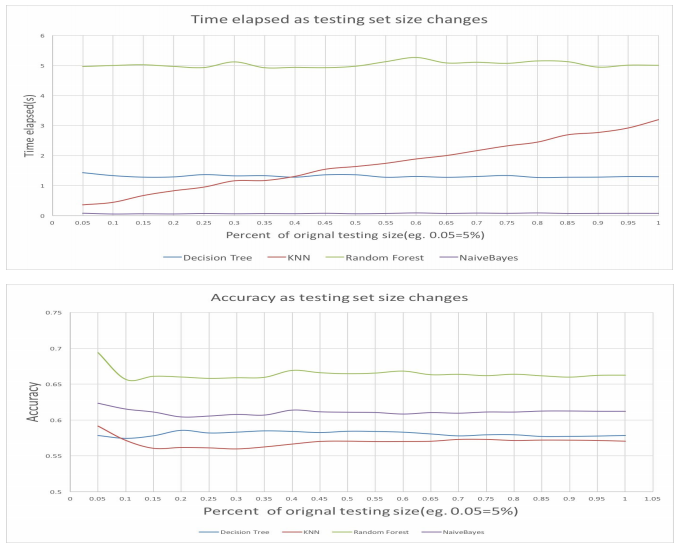 Time elapsed as testing set size changes
6
5
4
3
2
1
0
Time elapsed(s)
0.05 0.1 0.15 0.2 0.25 0.3 0.35 0.4 0.45 0.5 0.55 0.6 0.65 0.7 0.75 0.8 0.85 0.9 0.95 1
Percent of orignal testing size(eg. 0.05=5%)
Decision Tree KNN Random Forest NaiveBayes
Accuracy as testing set size changes
0.75
0.7
0.65
0.6
0.55
0.5
Accuracy
0 0.05 0.1 0.15 0.2 0.25 0.3 0.35 0.4 0.45 0.5 0.55 0.6 0.65 0.7 0.75 0.8 0.85 0.9 0.95 1 1.05
Percent of orignal testing size(eg. 0.05=5%)
Decision Tree KNN Random Forest NaiveBayes